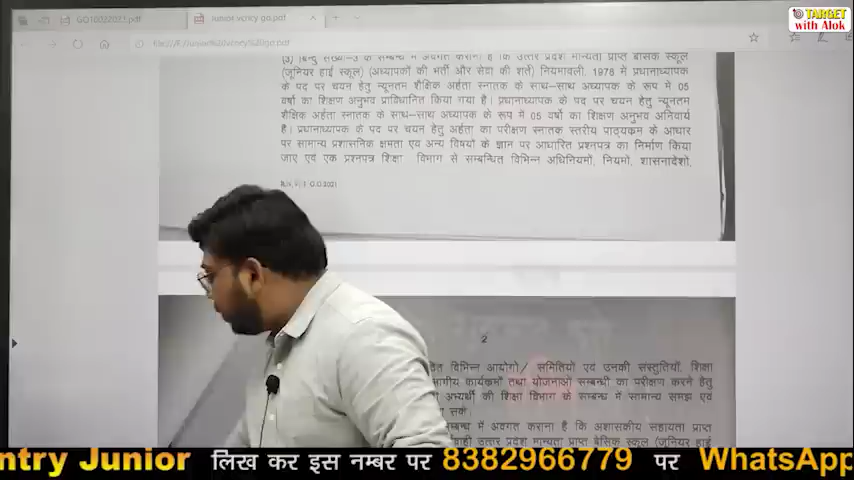 GO10022023.pdf
Junior vcncy go.pdf
TARGET
with Alok
(3) बिन्दु संख्या-3 के सम्बन्ध में अवगत कराना है कि उत्तर प्रदेश मान्यता प्राप्त बेसिक स्कूल
(जूनियर हाई स्कूल) (अध्यापकों की भर्ती और सेवा की शर्तें) नियमावली, 1978 में प्रधानाध्यापक
के पद पर चयन हेतु न्यूनतम शैक्षिक अर्हता स्नातक के साथ-साथ अध्यापक के रूप में 05
वर्षो का शिक्षण अनुभव प्राविधानित किया गया है। प्रधानाध्यापक के पद पर चयन हेतु न्यूनतम
शैक्षिक अर्हता स्नातक के साथ-साथ अध्यापक के रूप में 05 वर्षो का शिक्षण अनुभव अनिवार्य
है। प्रधानाध्यापक के पद पर चयन हेतु अर्हता का परीक्षण स्नातक स्तरीय पाठ्यक्रम के आधार
पर सामान्य प्रशासनिक क्षमता एवं अन्य विषयों के ज्ञान पर आधारित प्रश्नपत्र का निर्माण किया
जाए एवं एक प्रश्नपत्र शिक्षा विभाग से सम्बन्धित विभिन्न अधिनियमों, नियमों, शासनादेशों,
G.O.2021
2
विभिन्न आयोगो/ समितियों एवं उनकी संस्तुतियों, शिक्षा
कार्यक्रमों तथा योजनाओं सम्बन्धी का परीक्षण करने हेतु
अभ्यर्थी की शिक्षा विभाग के सम्बन्ध में सामान्य समझ एवं
सके।
में अवगत कराना है कि अशासकीय सहायता प्राप्त
उत्तर प्रदेश मान्यता प्राप्त बेसिक स्कूल (जूनियर हाई
ntry Junior लिख कर इस नम्बर पर 8382966779 पर WhatsApp